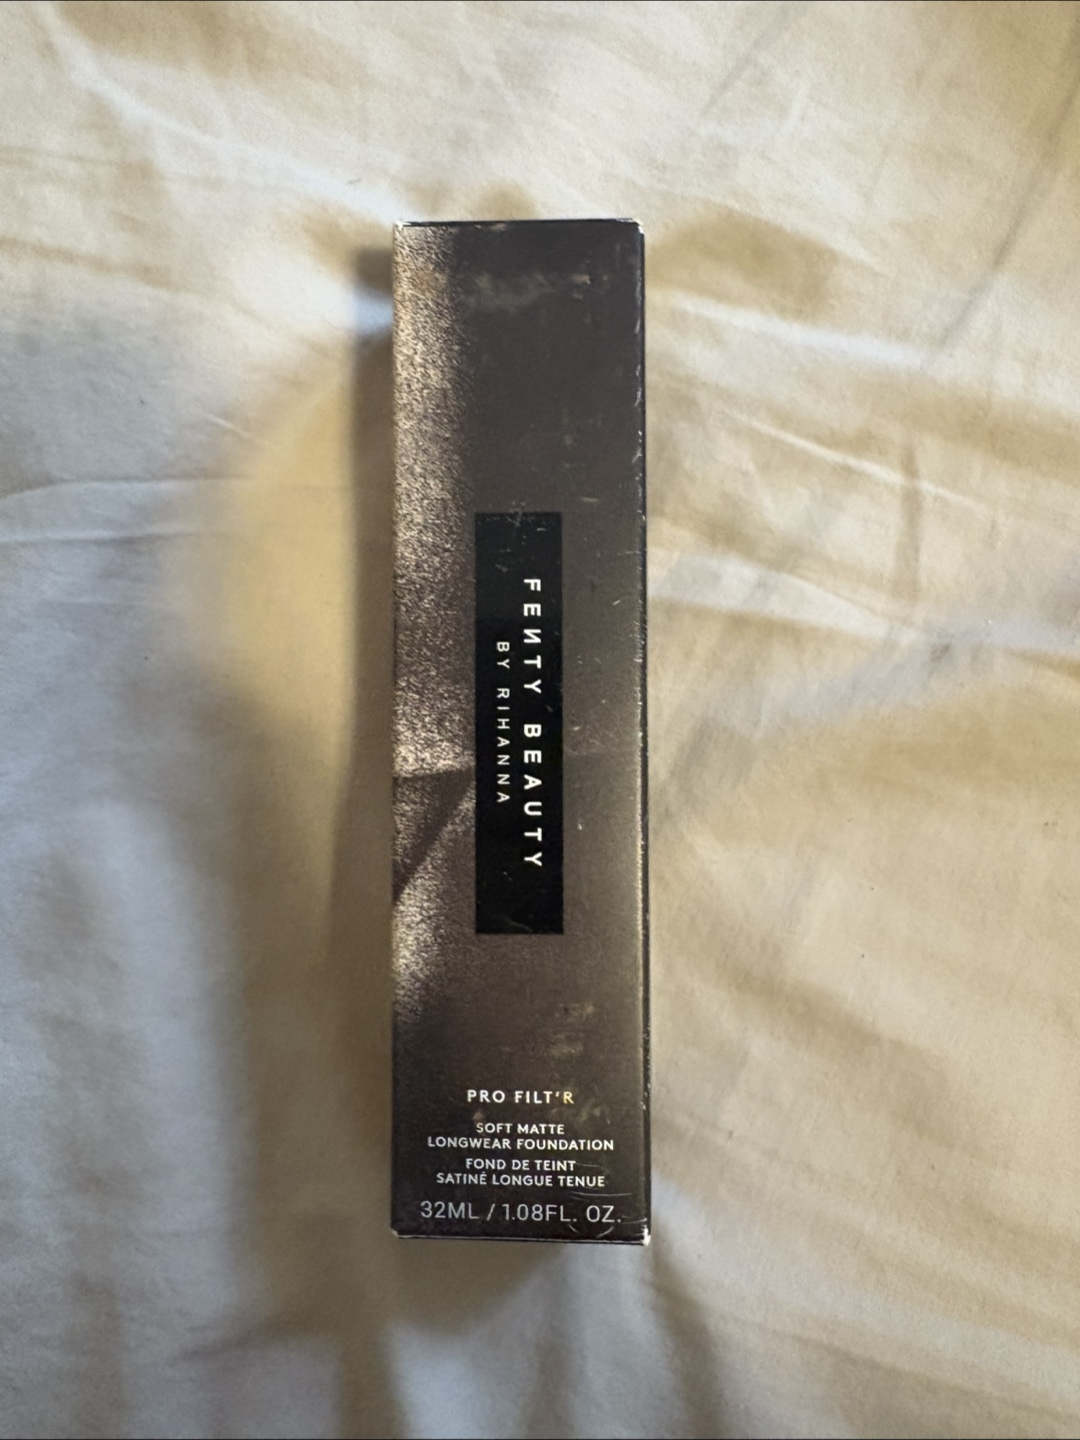 FENTY BEAUTY
BY RIHANNA
PRO FILT'R
SOFT MATTE
LONGWEAR FOUNDATION
FOND DE TEINT
SATINÉ LONGUE TENUE
32ML / 1.08FL. OZ.